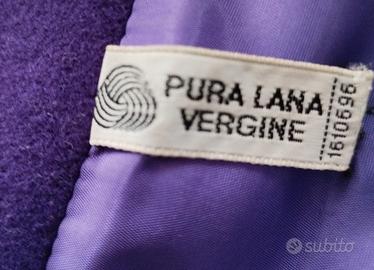 PURA LANA
VERGINE
1610696
subito